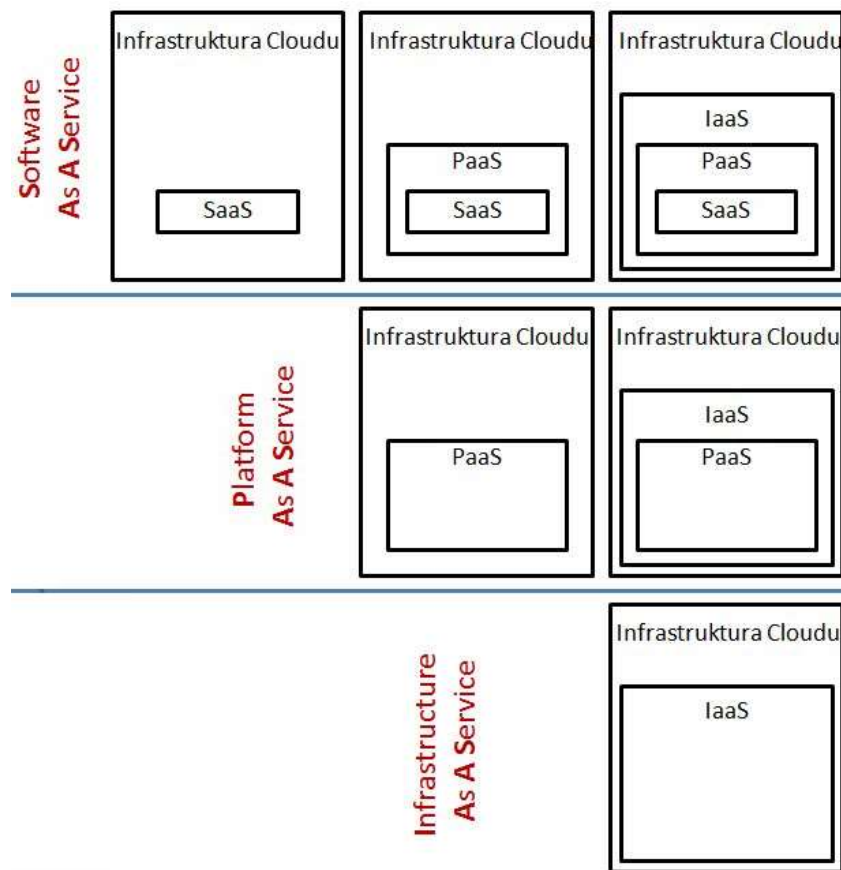 Software
As A Service
Infrastruktura Cloudu
SaaS
Infrastruktura Cloudu
PaaS
SaaS
Infrastruktura Cloudu
IaaS
PaaS
SaaS
Platform
As A Service
Infrastruktura Cloudu
PaaS
Infrastruktura Cloudu
IaaS
PaaS
Infrastructure
As A Service
Infrastruktura Cloudu
IaaS